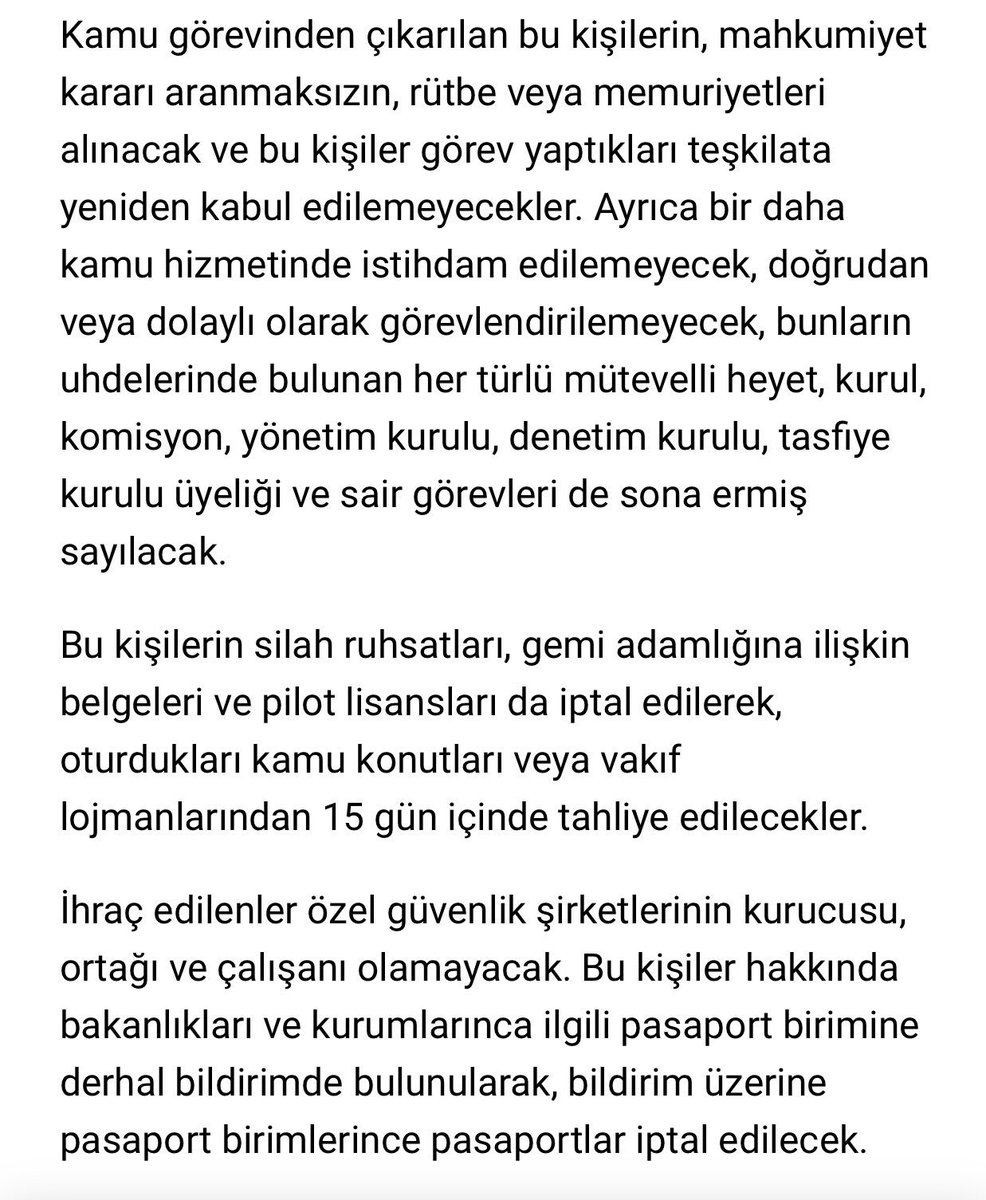 Kamu görevinden çıkarılan bu kişilerin, mahkumiyet
kararı aranmaksızın, rütbe veya memuriyetleri
alınacak ve bu kişiler görev yaptıkları teşkilata
yeniden kabul edilemeyecekler. Ayrıca bir daha
kamu hizmetinde istihdam edilemeyecek, doğrudan
veya dolaylı olarak görevlendirilemeyecek, bunların
uhdelerinde bulunan her türlü mütevelli heyet, kurul,
komisyon, yönetim kurulu, denetim kurulu, tasfiye
kurulu üyeliği ve sair görevleri de sona ermiş
sayılacak.
Bu kişilerin silah ruhsatları, gemi adamlığına ilişkin
belgeleri ve pilot lisansları da iptal edilerek,
oturdukları kamu konutları veya vakıf
lojmanlarından 15 gün içinde tahliye edilecekler.
İhraç edilenler özel güvenlik şirketlerinin kurucusu,
ortağı ve çalışanı olamayacak. Bu kişiler hakkında
bakanlıkları ve kurumlarınca ilgili pasaport birimine
derhal bildirimde bulunularak, bildirim üzerine
pasaport birimlerince pasaportlar iptal edilecek.